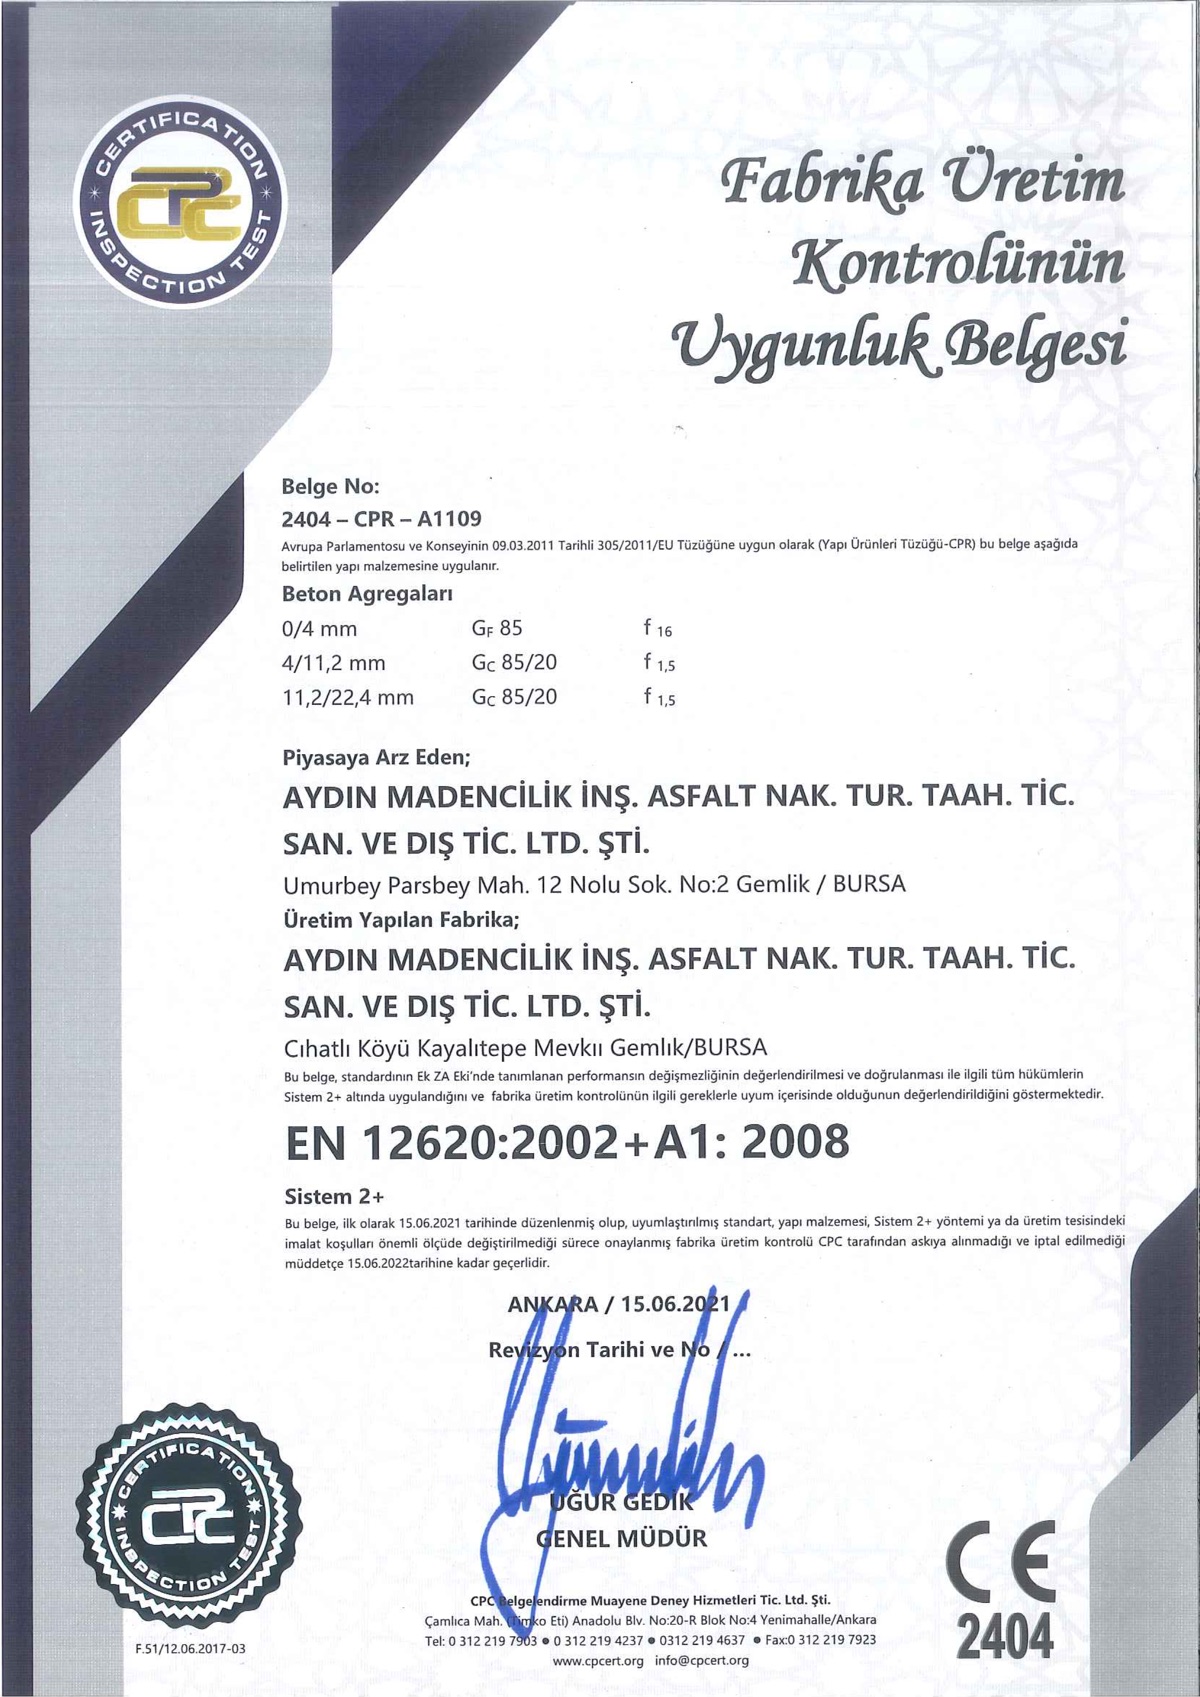 CERTIFICATION
CPC
INSPECTION TEST
Fabrika Üretim
Kontrolünün
Uygunluk Belgesi
Belge No:
2404 – CPR – A1109
Avrupa Parlamentosu ve Konseyinin 09.03.2011 Tarihli 305/2011/EU Tüzüğüne uygun olarak (Yapı Ürünleri Tüzüğü-CPR) bu belge aşağıda
belirtilen yapı malzemesine uygulanır.
Beton Agregaları
0/4 mm GF 85 f 16
4/11,2 mm GC 85/20 f 1,5
11,2/22,4 mm GC 85/20 f 1,5
Piyasaya Arz Eden;
AYDIN MADENCİLİK İNŞ. ASFALT NAK. TUR. TAAH. TİC.
SAN. VE DIŞ TİC. LTD. ŞTİ.
Umurbey Parsbey Mah. 12 Nolu Sok. No:2 Gemlik / BURSA
Üretim Yapılan Fabrika;
AYDIN MADENCİLİK İNŞ. ASFALT NAK. TUR. TAAH. TİC.
SAN. VE DIŞ TİC. LTD. ŞTİ.
Cıhatlı Köyü Kayalıtepe Mevkıı Gemlık/BURSA
Bu belge, standardının Ek ZA Eki'nde tanımlanan performansın değişmezliğinin değerlendirilmesi ve doğrulanması ile ilgili tüm hükümlerin
Sistem 2+ altında uygulandığını ve fabrika üretim kontrolünün ilgili gereklerle uyum içerisinde olduğunun değerlendirildiğini göstermektedir.
EN 12620:2002+A1: 2008
Sistem 2+
Bu belge, ilk olarak 15.06.2021 tarihinde düzenlenmiş olup, uyumlaştırılmış standart, yapı malzemesi, Sistem 2+ yöntemi ya da üretim tesisindeki
imalat koşulları önemli ölçüde değiştirilmediği sürece onaylanmış fabrika üretim kontrolü CPC tarafından askıya alınmadığı ve iptal edilmediği
müddetçe 15.06.2022tarihine kadar geçerlidir.
ANKARA / 15.06.2021
Revizyon Tarihi ve No / ...
UĞUR GEDİK
GENEL MÜDÜR
CERTIFICATION
CPC
INSPECTION TEST
CE
2404
CPC Belgelendirme Muayene Deney Hizmetleri Tic. Ltd. Şti.
Çamlıca Mah. (Timko Eti) Anadolu Blv. No:20-R Blok No:4 Yenimahalle/Ankara
Tel: 0 312 219 7903 ● 0 312 219 4237 ● 0312 219 4637 ● Fax:0 312 219 7923
www.cpcert.org info@cpcert.org
F.51/12.06.2017-03